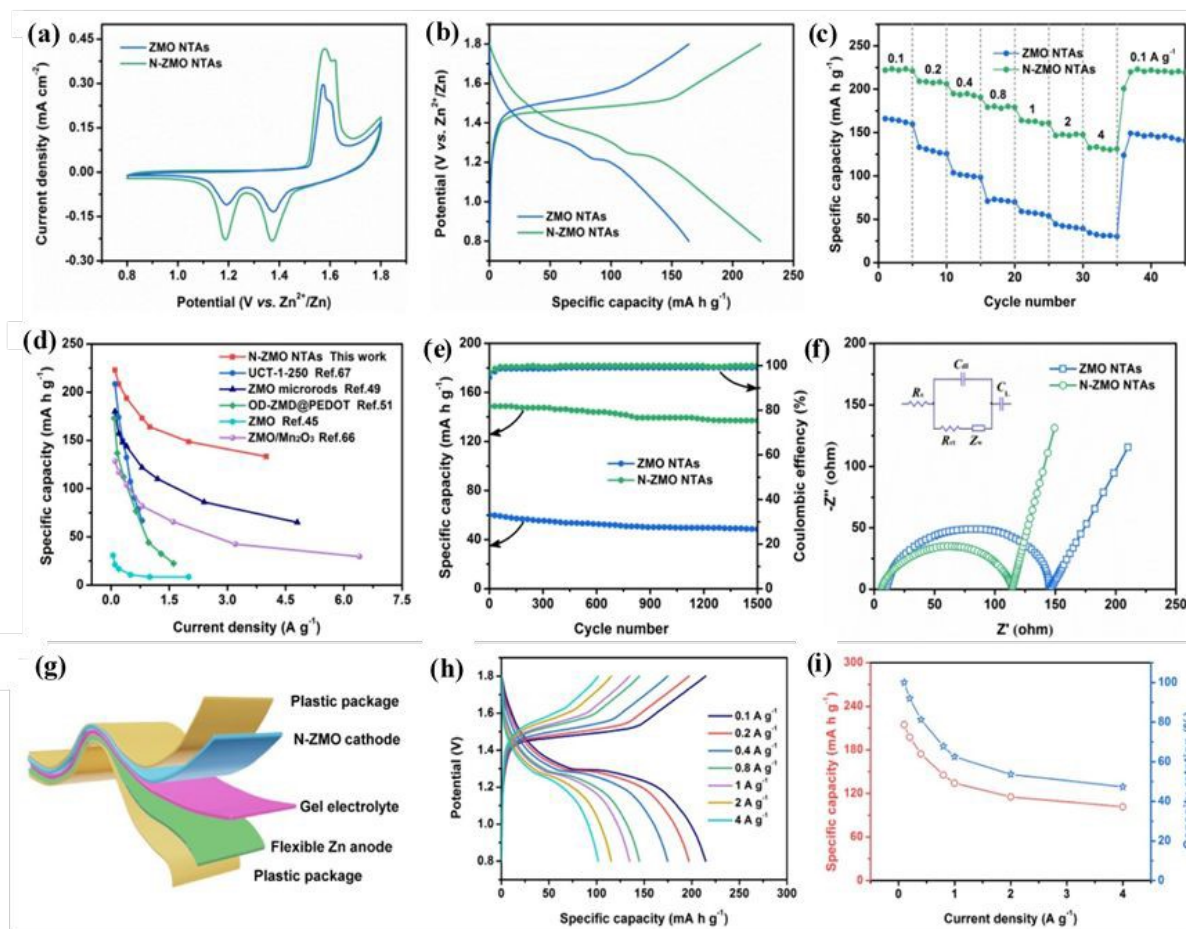 (a)
ZMO NTAs
N-ZMO NTAs
0.45
0.30
0.15
0.00
-0.15
-0.30
Current density (mA cm⁻²)
0.8 1.0 1.2 1.4 1.6 1.8
Potential (V vs. Zn²⁺/Zn)
(b)
1.8
1.6
1.4
1.2
1.0
0.8
Potential (V vs. Zn²⁺/Zn)
ZMO NTAs
N-ZMO NTAs
0 50 100 150 200 250
Specific capacity (mA h g⁻¹)
(c)
250
200
150
100
50
0
Specific capacity (mA h g⁻¹)
ZMO NTAs
N-ZMO NTAs
0.1 0.2 0.4 0.8 1 2 4 0.1 A g⁻¹
0 10 20 30 40
Cycle number
(d)
250
225
200
175
150
125
100
75
50
25
0
Specific capacity (mA h g⁻¹)
N-ZMO NTAs This work
UCT-1-250 Ref.67
ZMO microrods Ref.49
OD-ZMD@PEDOT Ref.51
ZMO Ref.45
ZMO/Mn₂O₃ Ref.66
0.0 1.5 3.0 4.5 6.0 7.5
Current density (A g⁻¹)
(e)
200
160
120
80
40
0
Specific capacity (mA h g⁻¹)
ZMO NTAs
N-ZMO NTAs
100
80
60
40
20
0
Coulombic effiency (%)
0 300 600 900 1200 1500
Cycle number
(f)
-200
-150
-100
-50
0
-Z'' (ohm)
ZMO NTAs
N-ZMO NTAs
0 50 100 150 200 250
Z' (ohm)
(g)
Plastic package
N-ZMO cathode
Gel electrolyte
Flexible Zn anode
Plastic package
(h)
1.8
1.6
1.4
1.2
1.0
0.8
Potential (V)
0.1 A g⁻¹
0.2 A g⁻¹
0.4 A g⁻¹
0.8 A g⁻¹
1 A g⁻¹
2 A g⁻¹
4 A g⁻¹
0 50 100 150 200 250 300
Specific capacity (mA h g⁻¹)
(i)
300
240
180
120
60
0
Specific capacity (mA h g⁻¹)
100
80
60
40
20
0
0 1 2 3 4
Current density (A g⁻¹)